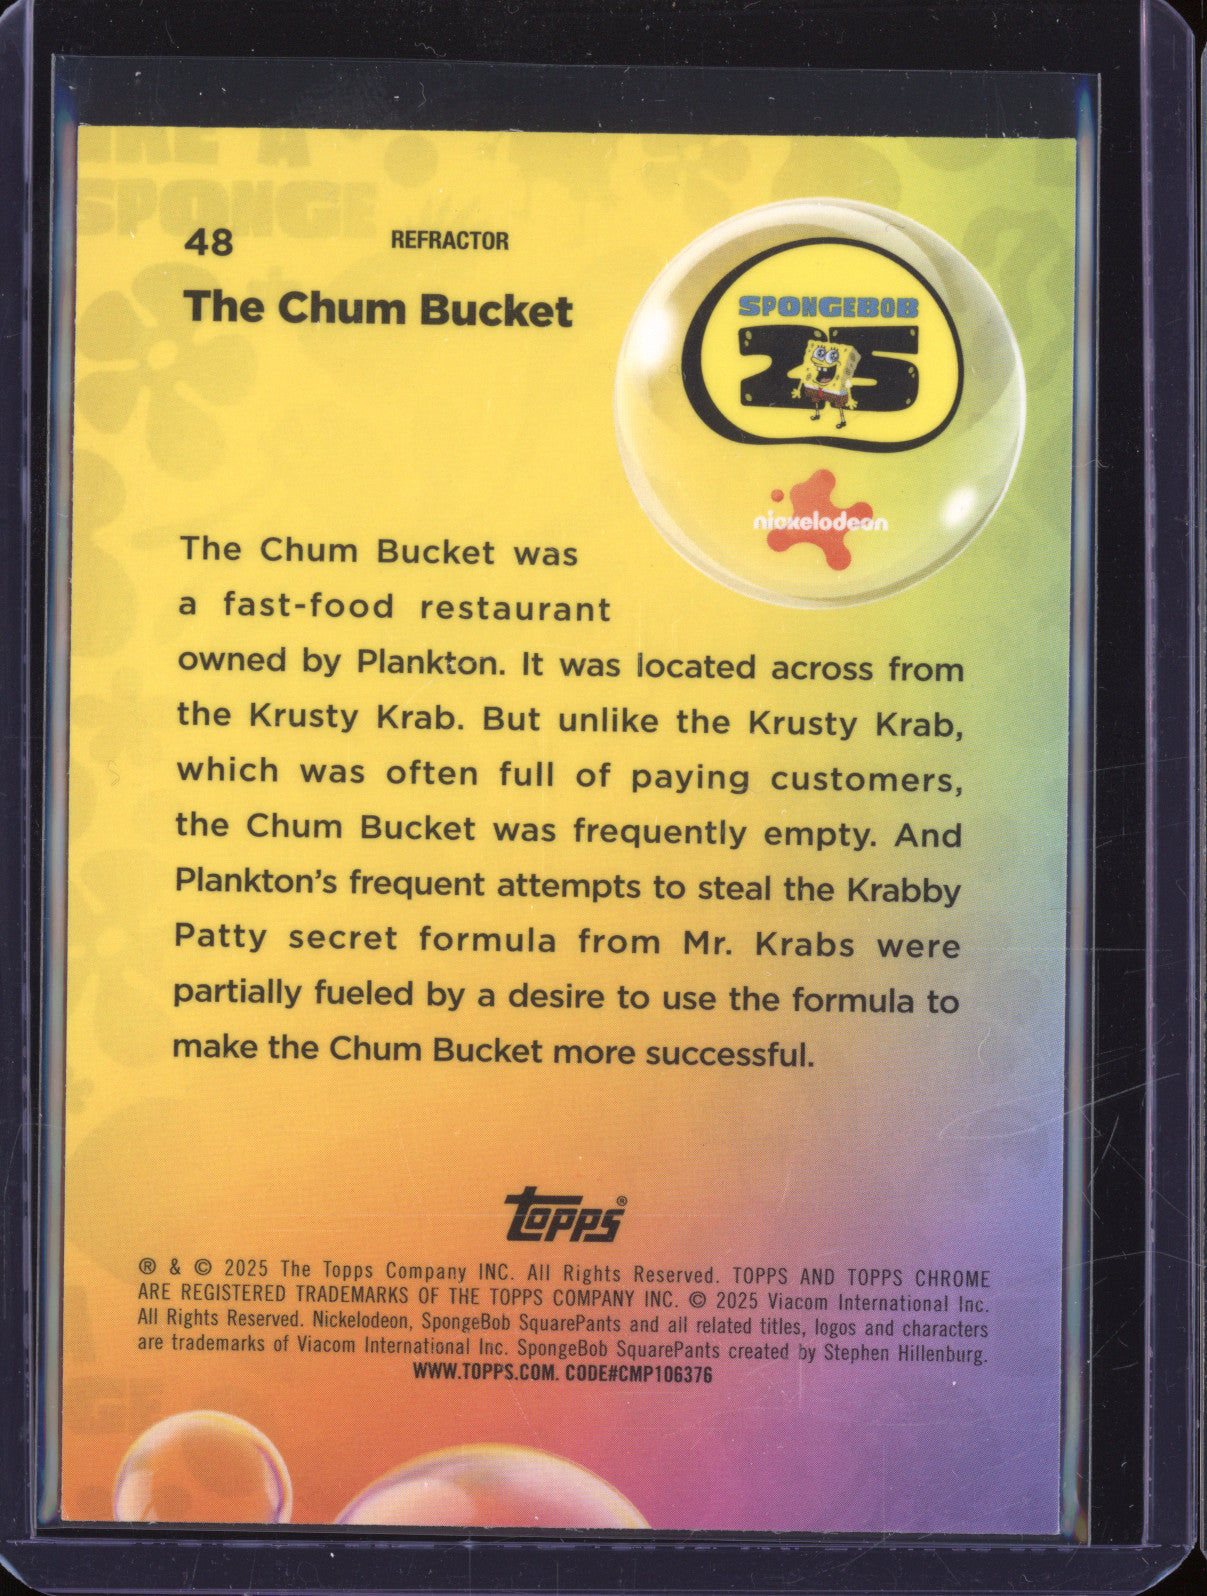 LIKE A
SPONGE
48
REFRACTOR
The Chum Bucket
SPONGEBOB
25
nickelodeon
The Chum Bucket was
a fast-food restaurant
owned by Plankton. It was located across from
the Krusty Krab. But unlike the Krusty Krab,
which was often full of paying customers,
the Chum Bucket was frequently empty. And
Plankton's frequent attempts to steal the Krabby
Patty secret formula from Mr. Krabs were
partially fueled by a desire to use the formula to
make the Chum Bucket more successful.
topps®
® & © 2025 The Topps Company INC. All Rights Reserved. TOPPS AND TOPPS CHROME
ARE REGISTERED TRADEMARKS OF THE TOPPS COMPANY INC. © 2025 Viacom International Inc.
All Rights Reserved. Nickelodeon, SpongeBob SquarePants and all related titles, logos and characters
are trademarks of Viacom International Inc. SpongeBob SquarePants created by Stephen Hillenburg.
WWW.TOPPS.COM. CODE#CMP106376